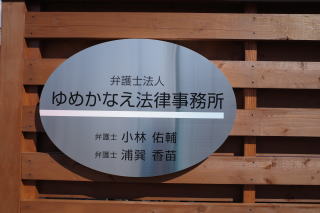 弁護士法人
ゆめかなえ法律事務所
弁護士 小林 佑輔
弁護士 浦巽 香苗